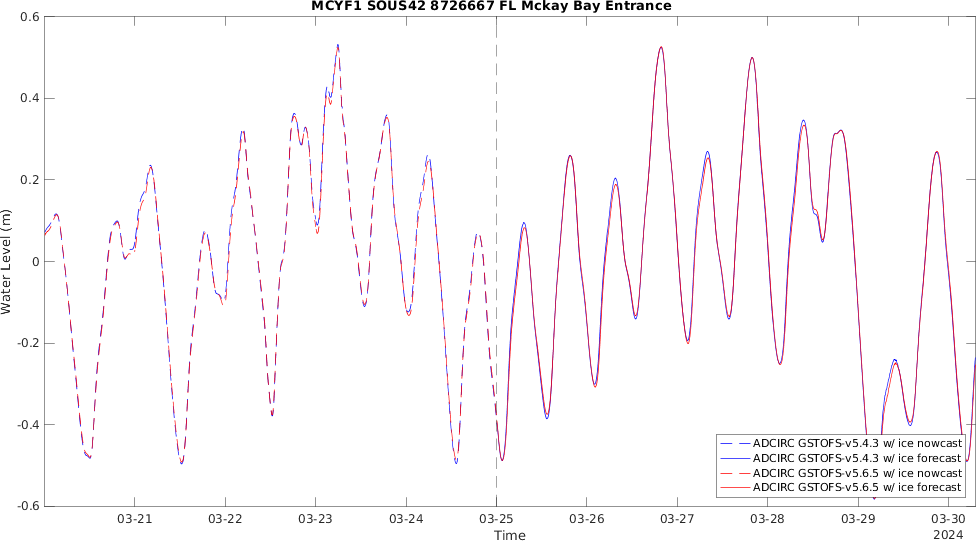 MCYF1 SOUS42 8726667 FL Mckay Bay Entrance
0.6
0.4
0.2
0
-0.2
-0.4
-0.6
Water Level (m)
ADCIRC GSTOFS-v5.4.3 w/ ice nowcast
ADCIRC GSTOFS-v5.4.3 w/ ice forecast
ADCIRC GSTOFS-v5.6.5 w/ ice nowcast
ADCIRC GSTOFS-v5.6.5 w/ ice forecast
03-21 03-22 03-23 03-24 03-25 03-26 03-27 03-28 03-29 03-30
Time
2024